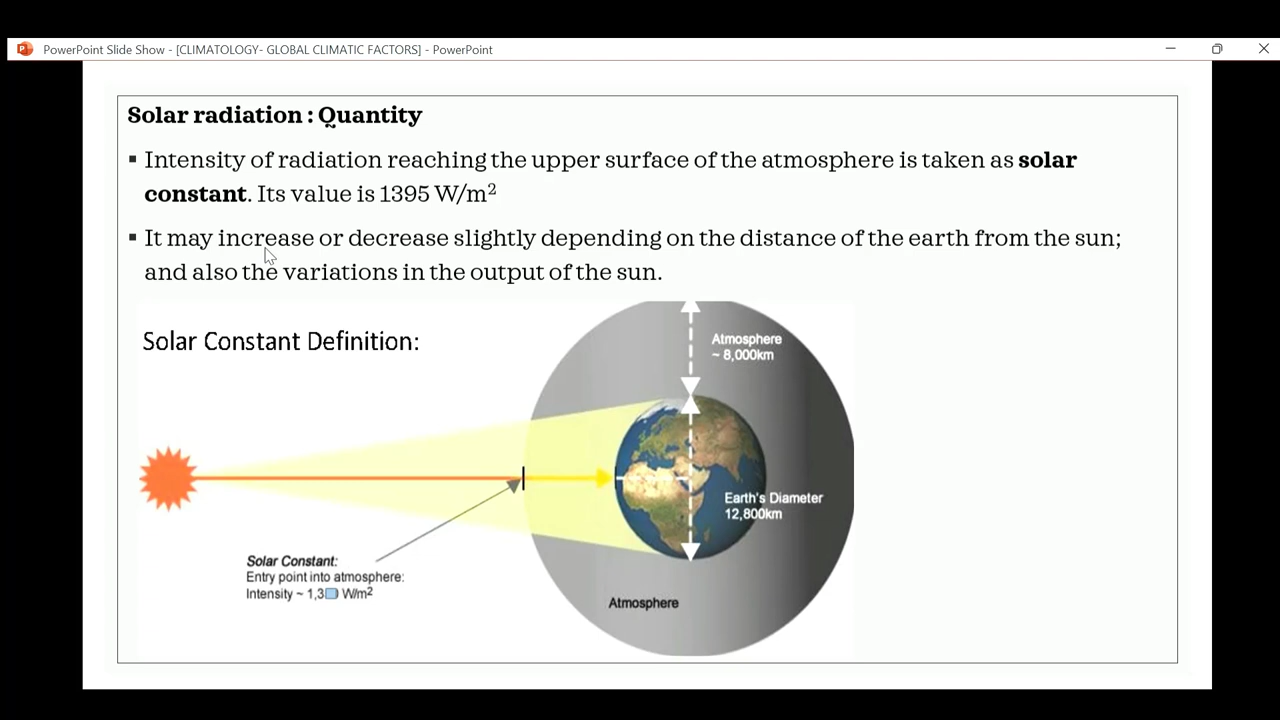 PowerPoint Slide Show - [CLIMATOLOGY- GLOBAL CLIMATIC FACTORS] - PowerPoint
Solar radiation : Quantity
▪ Intensity of radiation reaching the upper surface of the atmosphere is taken as solar
constant. Its value is 1395 W/m²
▪ It may increase or decrease slightly depending on the distance of the earth from the sun;
and also the variations in the output of the sun.
Solar Constant Definition:
Atmosphere
~ 8,000km
Earth's Diameter
12,800km
Solar Constant:
Entry point into atmosphere:
Intensity ~ W/m²
Atmosphere